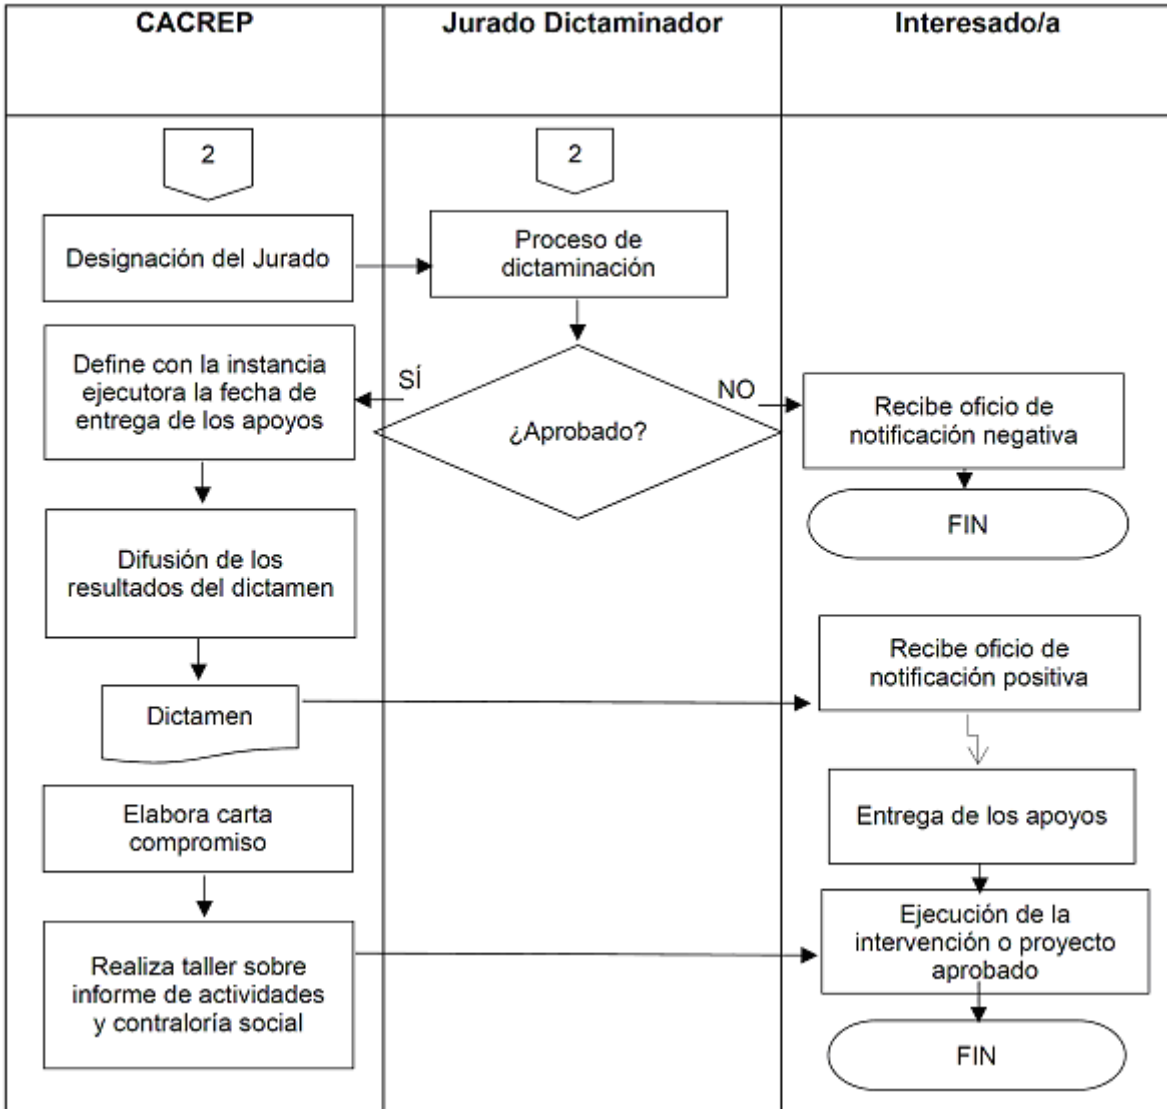 CACREP
Jurado Dictaminador
Interesado/a
2
2
Designación del Jurado
Proceso de
dictaminación
Define con la instancia
ejecutora la fecha de
entrega de los apoyos
SÍ
¿Aprobado?
NO
Recibe oficio de
notificación negativa
FIN
Difusión de los
resultados del dictamen
Recibe oficio de
notificación positiva
Dictamen
Elabora carta
compromiso
Entrega de los apoyos
Realiza taller sobre
informe de actividades
y contraloría social
Ejecución de la
intervención o proyecto
aprobado
FIN